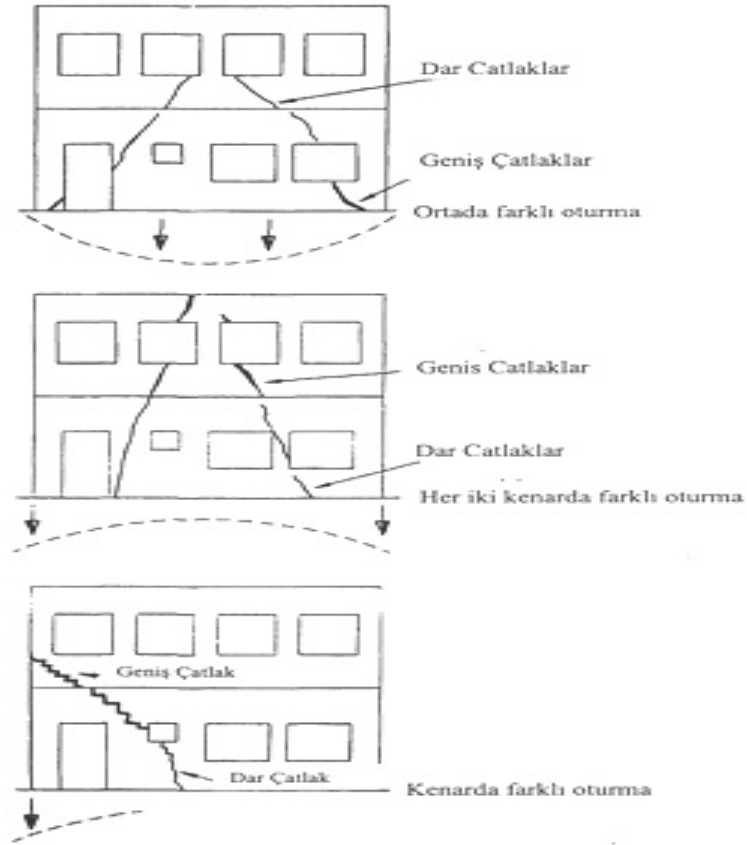 Dar Catlaklar
Geniş Çatlaklar
Ortada farklı oturma
Genis Catlaklar
Dar Catlaklar
Her iki kenarda farklı oturma
Geniş Çatlak
Dar Çatlak
Kenarda farklı oturma